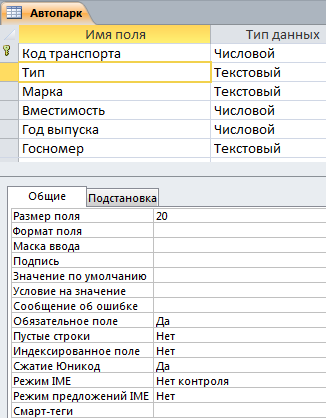 Автопарк
Имя поля Тип данных
Код транспорта Числовой
Тип Текстовый
Марка Текстовый
Вместимость Числовой
Год выпуска Числовой
Госномер Текстовый
Общие Подстановка
Размер поля 20
Формат поля
Маска ввода
Подпись
Значение по умолчанию
Условие на значение
Сообщение об ошибке
Обязательное поле Да
Пустые строки Нет
Индексированное поле Нет
Сжатие Юникод Да
Режим IME Нет контроля
Режим предложений IME Нет
Смарт-теги